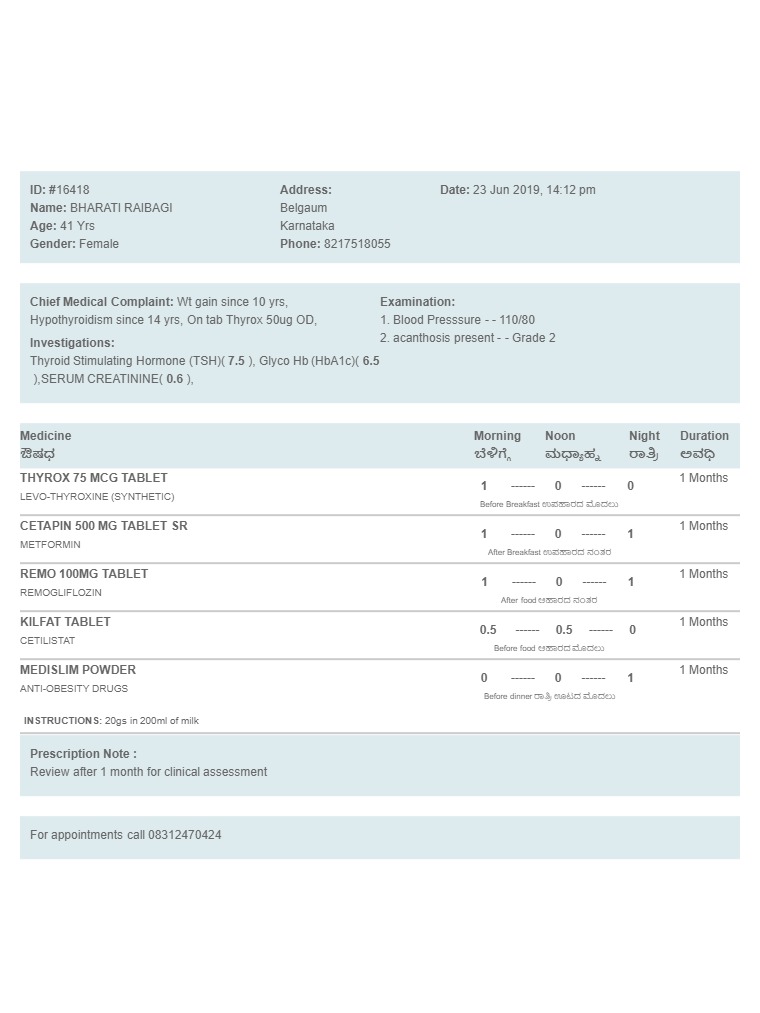 ID: #16418
Name: BHARATI RAIBAGI
Age: 41 Yrs
Gender: Female
Address:
Belgaum
Karnataka
Phone: 8217518055
Date: 23 Jun 2019, 14:12 pm
Chief Medical Complaint: Wt gain since 10 yrs,
Hypothyroidism since 14 yrs, On tab Thyrox 50ug OD,
Investigations:
Thyroid Stimulating Hormone (TSH)( 7.5 ), Glyco Hb (HbA1c)( 6.5
),SERUM CREATININE( 0.6 ),
Examination:
1. Blood Presssure - - 110/80
2. acanthosis present - - Grade 2
Medicine Morning Noon Night Duration
ಔಷಧ ಬೆಳಿಗ್ಗೆ ಮಧ್ಯಾಹ್ನ ರಾತ್ರಿ ಅವಧಿ
THYROX 75 MCG TABLET 1 ------ 0 ------ 0 1 Months
LEVO-THYROXINE (SYNTHETIC) Before Breakfast ಉಪಹಾರದ ಮೊದಲು
CETAPIN 500 MG TABLET SR 1 ------ 0 ------ 1 1 Months
METFORMIN After Breakfast ಉಪಹಾರದ ನಂತರ
REMO 100MG TABLET 1 ------ 0 ------ 1 1 Months
REMOGLIFLOZIN After food ಆಹಾರದ ನಂತರ
KILFAT TABLET 0.5 ------ 0.5 ------ 0 1 Months
CETILISTAT Before food ಆಹಾರದ ಮೊದಲು
MEDISLIM POWDER 0 ------ 0 ------ 1 1 Months
ANTI-OBESITY DRUGS Before dinner ರಾತ್ರಿ ಊಟದ ಮೊದಲು
INSTRUCTIONS: 20gs in 200ml of milk
Prescription Note :
Review after 1 month for clinical assessment
For appointments call 08312470424